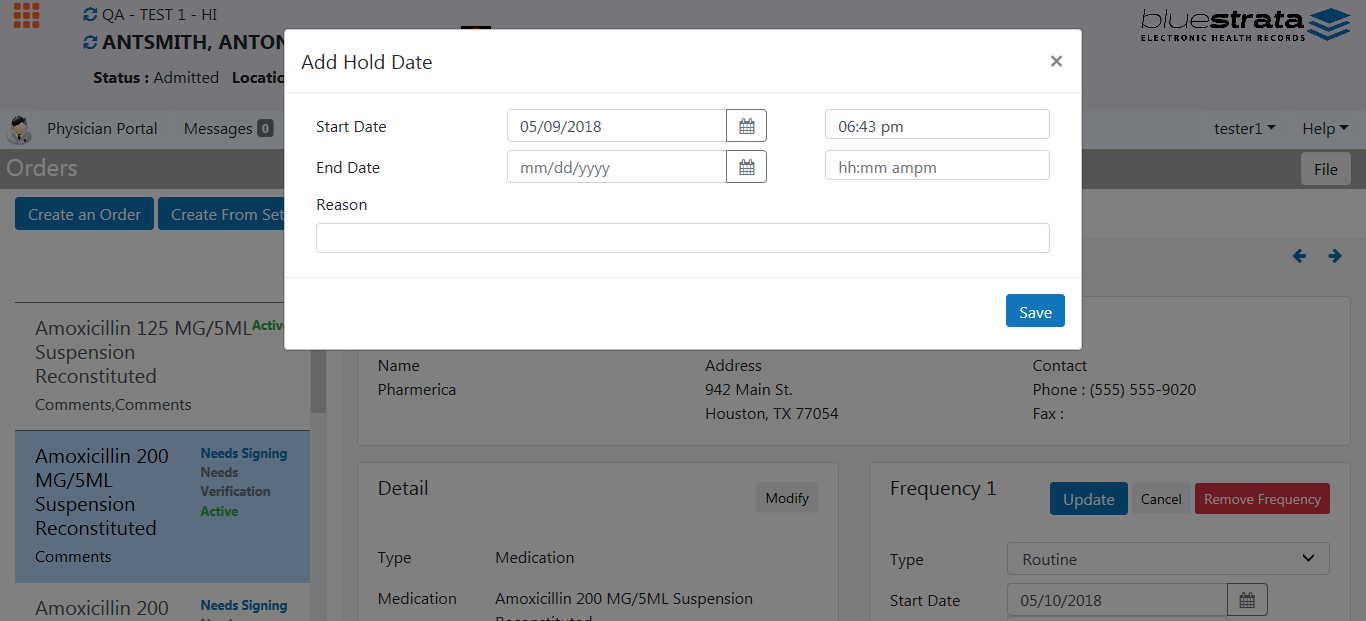 QA - TEST 1 - HI
bluestrata
ELECTRONIC HEALTH RECORDS
ANTSMITH, ANTON
Status : Admitted Locatio
Add Hold Date
×
Start Date 05/09/2018 06:43 pm
End Date mm/dd/yyyy hh:mm ampm
Reason
Save
Physician Portal Messages 0 tester1 Help
Orders File
Create an Order Create From Set
Amoxicillin 125 MG/5ML Active
Suspension
Reconstituted
Comments,Comments
Amoxicillin 200 Needs Signing
MG/5ML Needs
Suspension Verification
Reconstituted Active
Comments
Amoxicillin 200 Needs Signing
Name Address Contact
Pharmerica 942 Main St. Phone : (555) 555-9020
Houston, TX 77054 Fax :
Detail Modify
Type Medication
Medication Amoxicillin 200 MG/5ML Suspension
Reconstituted
Frequency 1 Update Cancel Remove Frequency
Type Routine
Start Date 05/10/2018